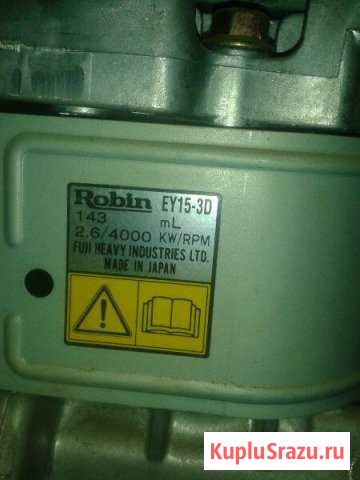 Robin EY15-3D
143 mL
2.6/4000 KW/RPM
FUJI HEAVY INDUSTRIES LTD.
MADE IN JAPAN
KupluSrazu.ru